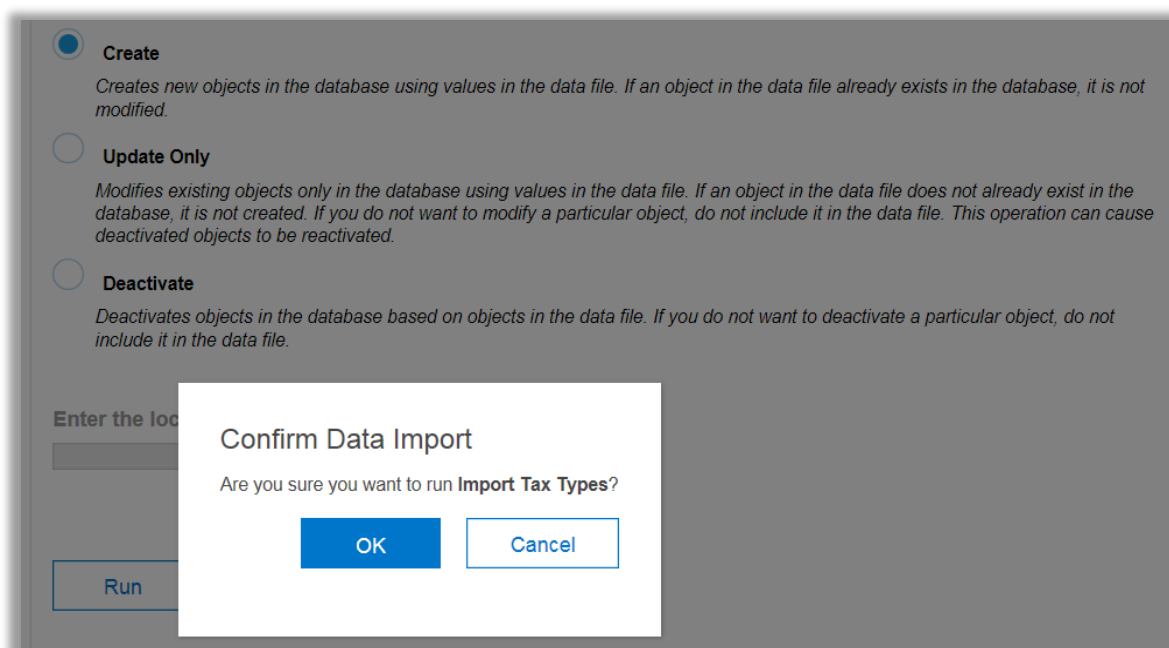 Create
Creates new objects in the database using values in the data file. If an object in the data file already exists in the database, it is not
modified.
Update Only
Modifies existing objects only in the database using values in the data file. If an object in the data file does not already exist in the
database, it is not created. If you do not want to modify a particular object, do not include it in the data file. This operation can cause
deactivated objects to be reactivated.
Deactivate
Deactivates objects in the database based on objects in the data file. If you do not want to deactivate a particular object, do not
include it in the data file.
Enter the loc
Confirm Data Import
Are you sure you want to run Import Tax Types?
OK Cancel
Run